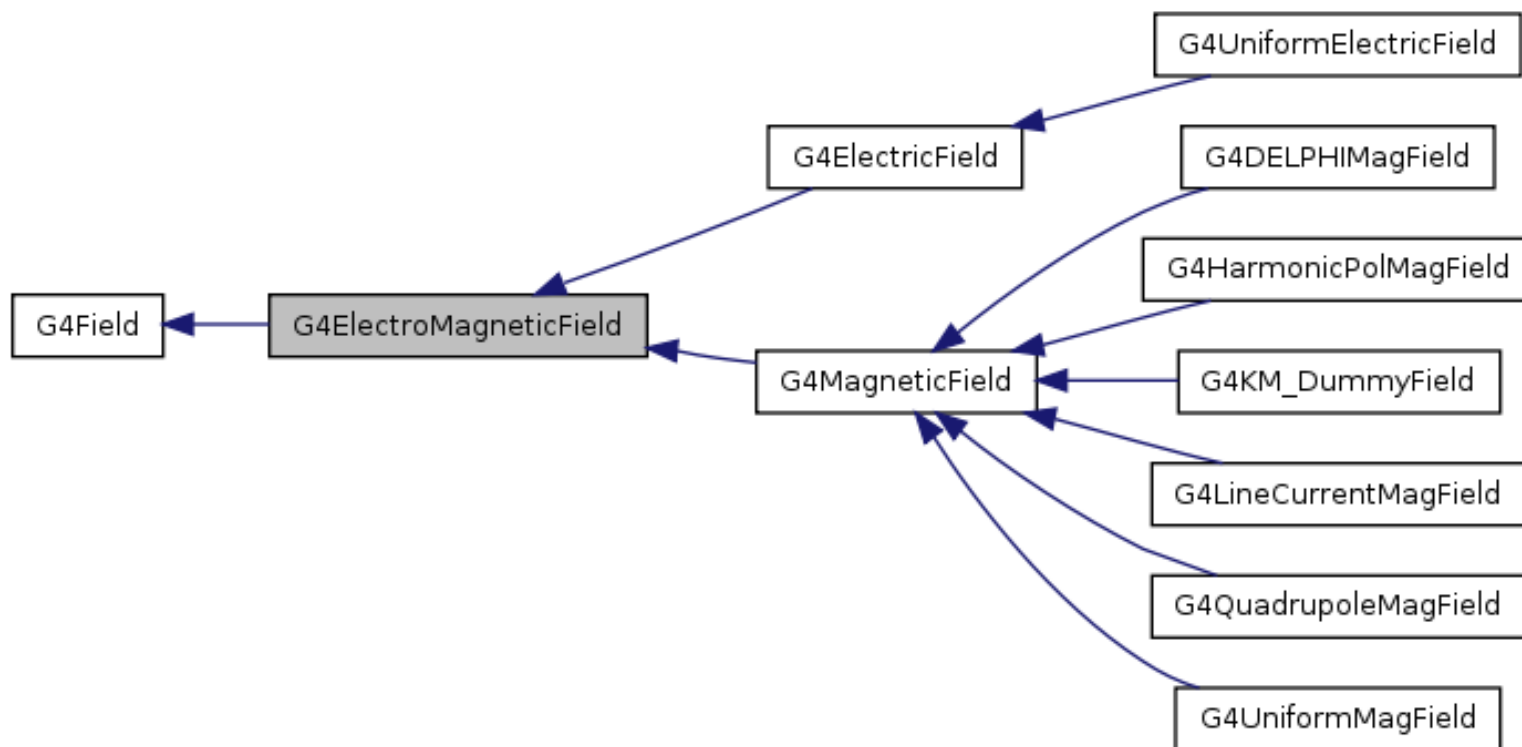 G4UniformElectricField
G4ElectricField
G4DELPHIMagField
G4HarmonicPolMagField
G4Field
G4ElectroMagneticField
G4MagneticField
G4KM_DummyField
G4LineCurrentMagField
G4QuadrupoleMagField
G4UniformMagField